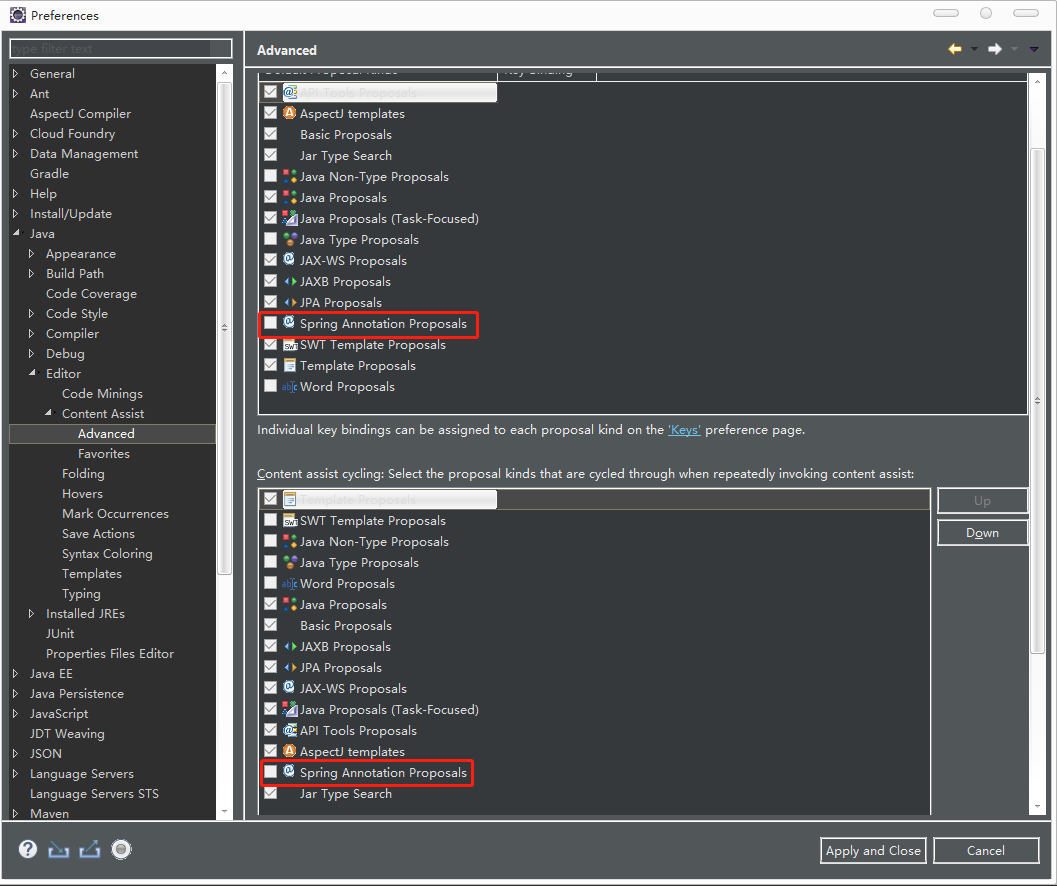 Preferences
type filter text
General
Ant
AspectJ Compiler
Cloud Foundry
Data Management
Gradle
Help
Install/Update
Java
Appearance
Build Path
Code Coverage
Code Style
Compiler
Debug
Editor
Code Minings
Content Assist
Advanced
Favorites
Folding
Hovers
Mark Occurrences
Save Actions
Syntax Coloring
Templates
Typing
Installed JREs
JUnit
Properties Files Editor
Java EE
Java Persistence
JavaScript
JDT Weaving
JSON
Language Servers
Language Servers STS
Maven
Advanced
Default Proposal Kinds Key Binding
API Tools Proposals
AspectJ templates
Basic Proposals
Jar Type Search
Java Non-Type Proposals
Java Proposals
Java Proposals (Task-Focused)
Java Type Proposals
JAX-WS Proposals
JAXB Proposals
JPA Proposals
Spring Annotation Proposals
SWT Template Proposals
Template Proposals
Word Proposals
Individual key bindings can be assigned to each proposal kind on the 'Keys' preference page.
Content assist cycling: Select the proposal kinds that are cycled through when repeatedly invoking content assist:
Template Proposals
SWT Template Proposals
Java Non-Type Proposals
Java Type Proposals
Word Proposals
Java Proposals
Basic Proposals
JAXB Proposals
JPA Proposals
JAX-WS Proposals
Java Proposals (Task-Focused)
API Tools Proposals
AspectJ templates
Spring Annotation Proposals
Jar Type Search
Up
Down
Apply and Close
Cancel